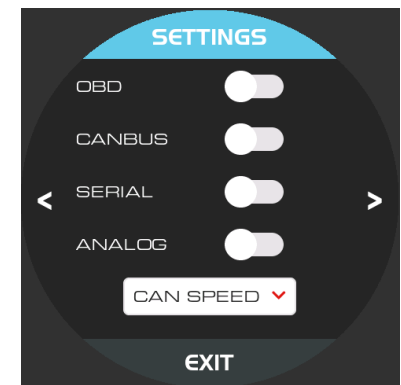 SETTINGS
OBD
CANBUS
SERIAL
ANALOG
< >
CAN SPEED
EXIT